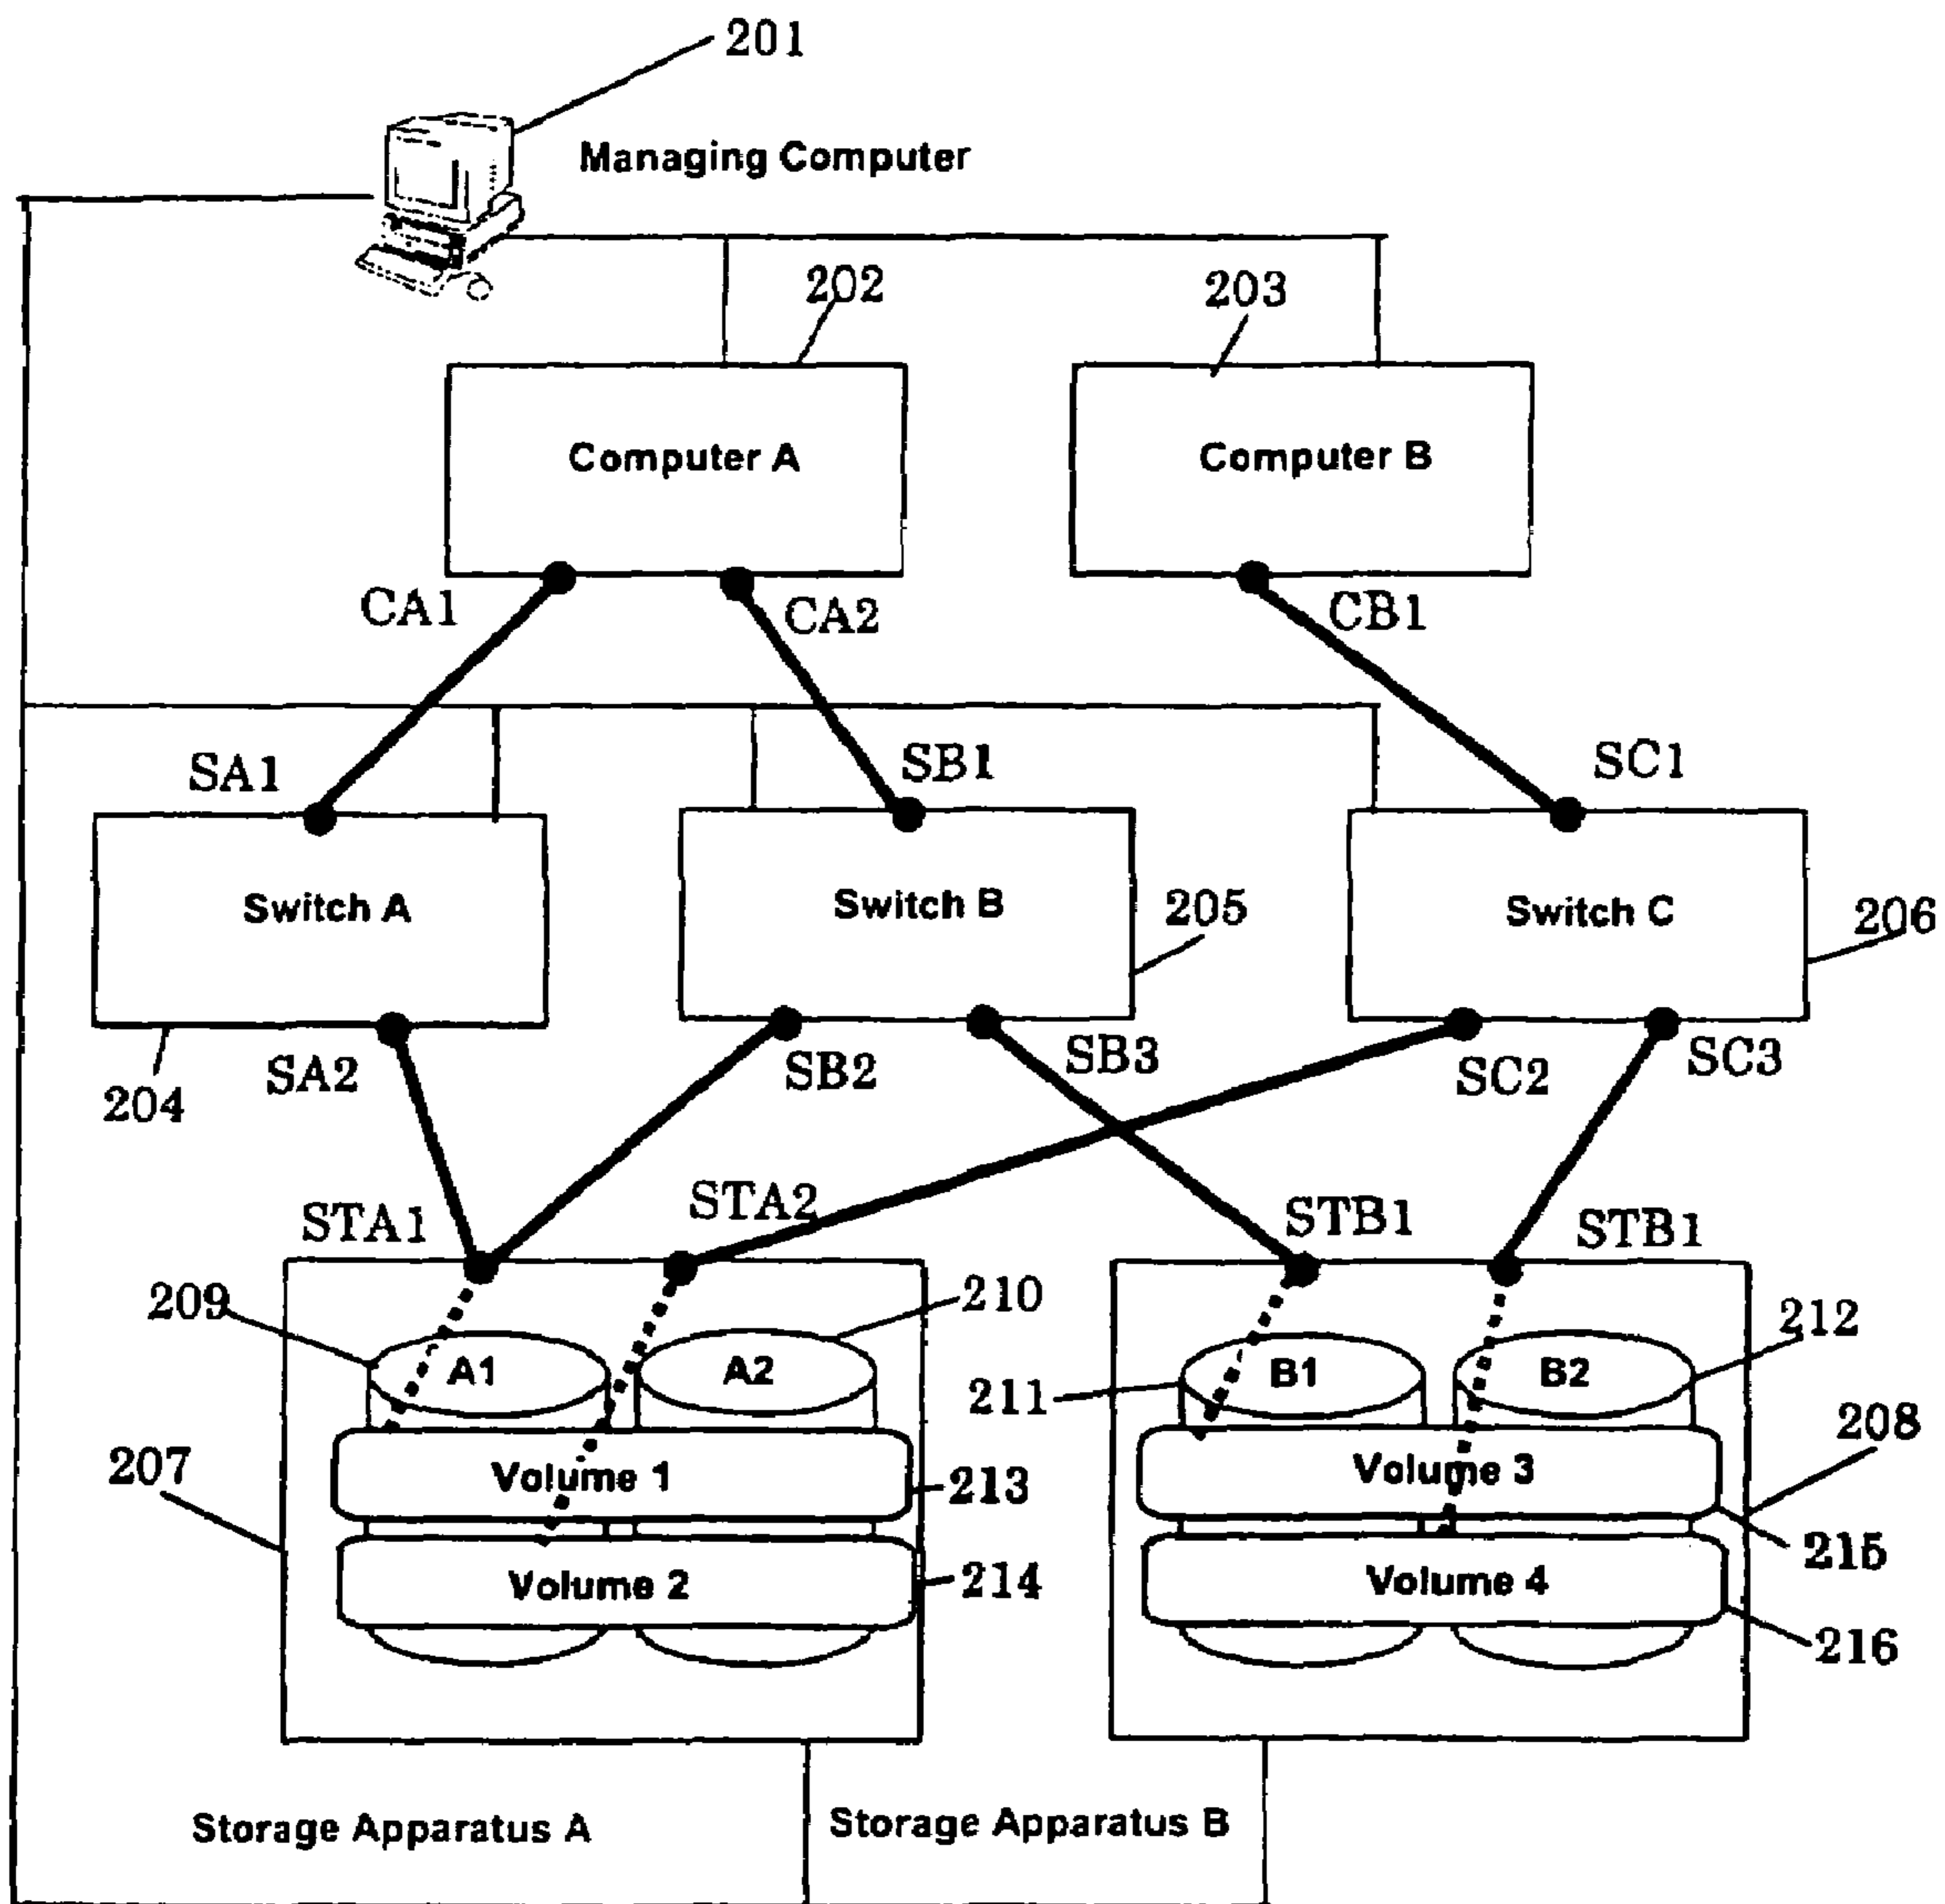 201
Managing Computer
202
203
Computer A
Computer B
CA1
CA2
CB1
SA1
SB1
SC1
Switch A
Switch B
205
Switch C
206
204
SA2
SB2
SB3
SC2
SC3
STA1
STA2
STB1
STB1
209
210
212
A1
A2
211
B1
B2
207
Volume 1
213
Volume 3
208
215
Volume 2
214
Volume 4
216
Storage Apparatus A
Storage Apparatus B